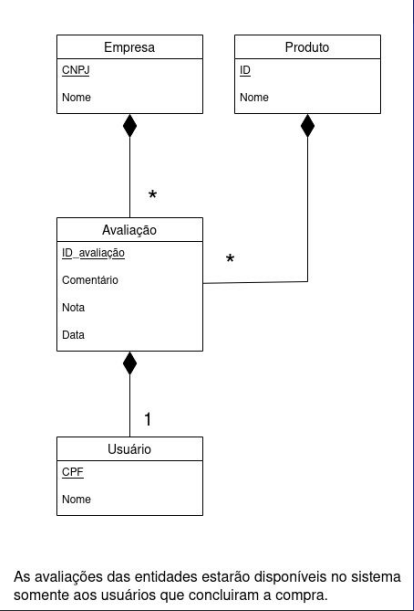 Empresa
CNPJ
Nome
Produto
ID
Nome
*
Avaliação
ID_avaliação
Comentário
Nota
Data
*
1
Usuário
CPF
Nome
As avaliações das entidades estarão disponíveis no sistema
somente aos usuários que concluiram a compra.